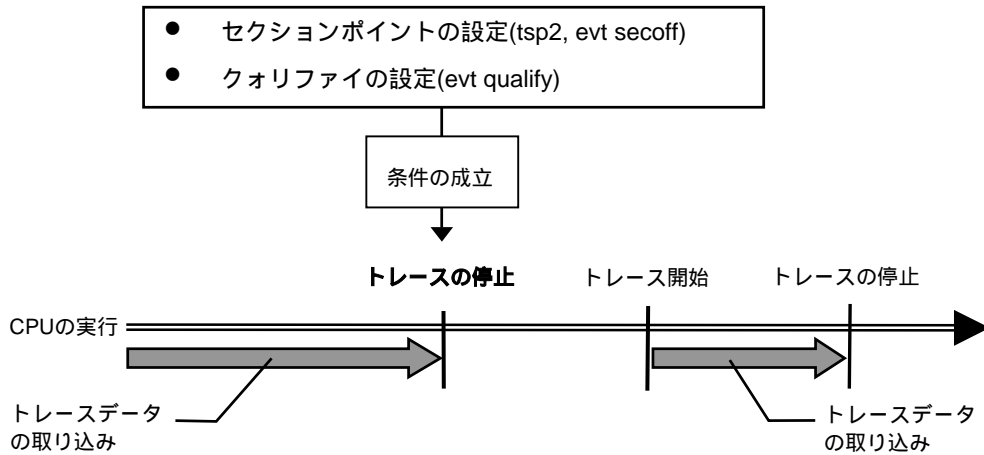 ● セクションポイントの設定(tsp2, evt secoff)
● クォリファイの設定(evt qualify)
条件の成立
トレースの停止
トレース開始
トレースの停止
CPUの実行
トレースデータ
の取り込み
トレースデータ
の取り込み